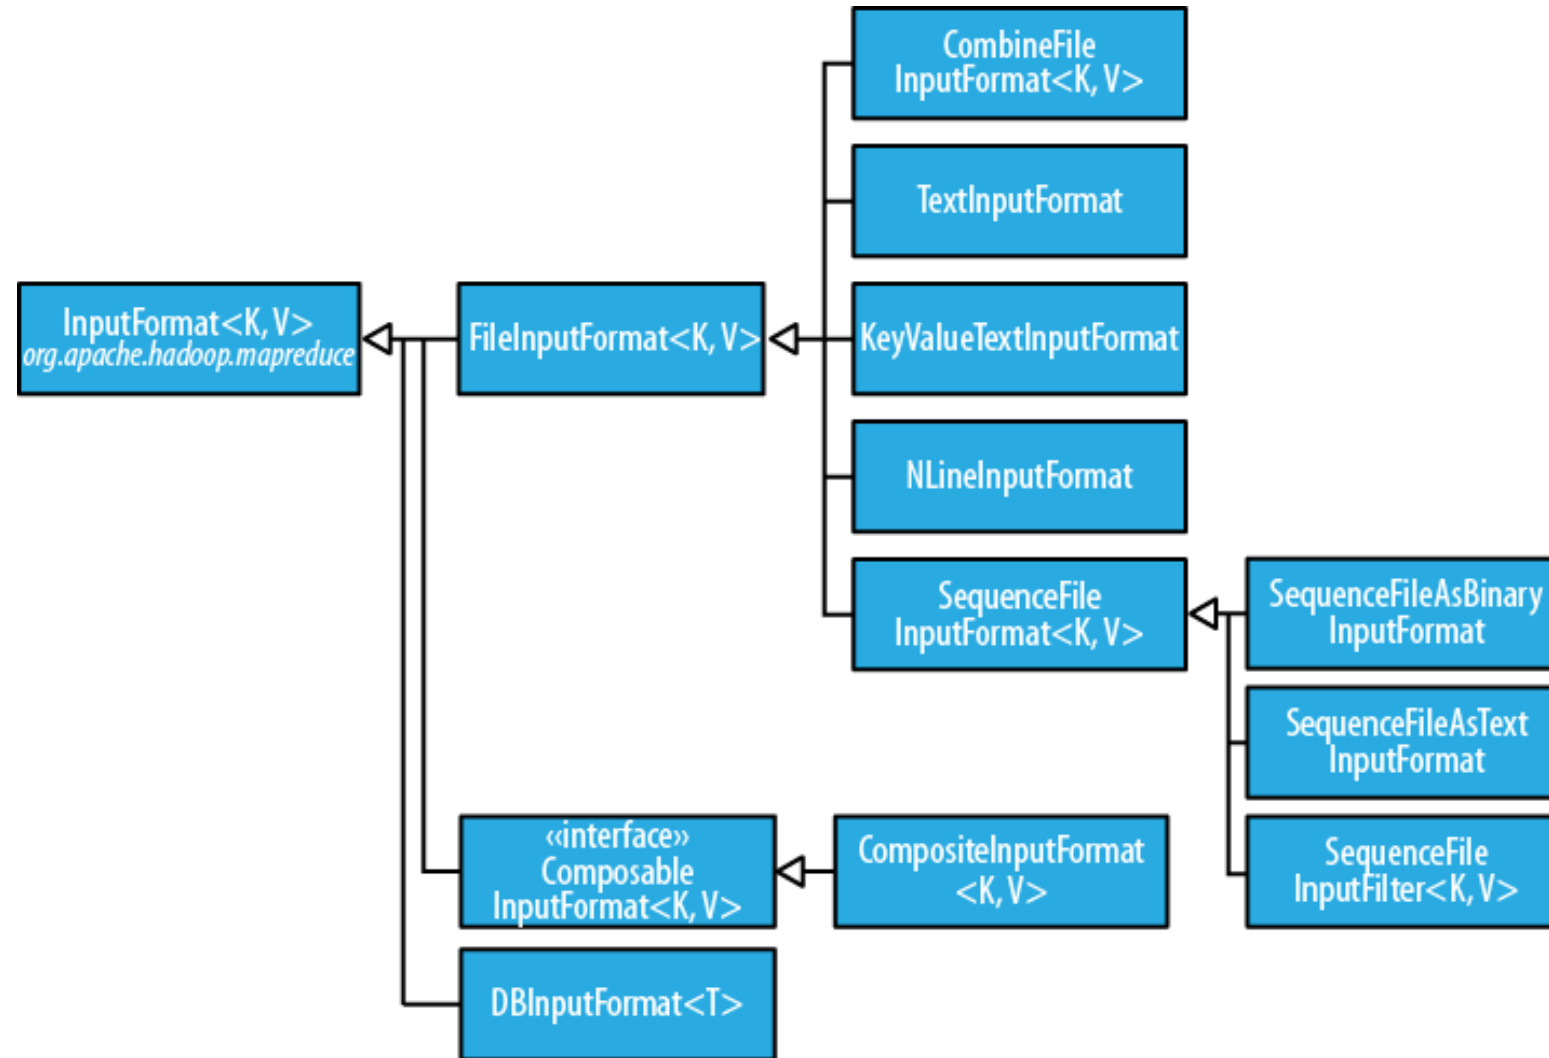 CombineFile
InputFormat<K, V>
TextInputFormat
InputFormat<K, V>
org.apache.hadoop.mapreduce
FileInputFormat<K, V>
KeyValueTextInputFormat
NLineInputFormat
SequenceFile
InputFormat<K, V>
SequenceFileAsBinary
InputFormat
SequenceFileAsText
InputFormat
«interface»
Composable
InputFormat<K, V>
CompositeInputFormat
<K, V>
SequenceFile
InputFilter<K, V>
DBInputFormat<T>